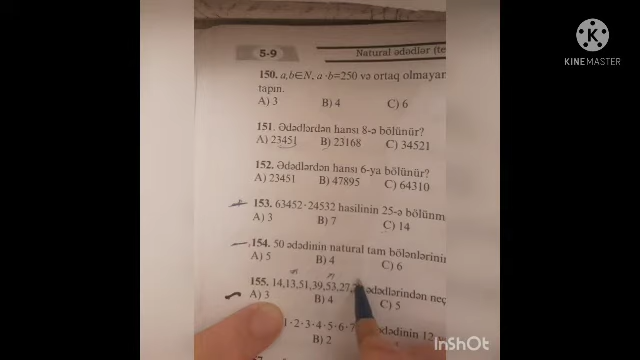 KINEMASTER
5-9
Natural ədədlər (te
150. a,b∈N, a·b=250 və ortaq olmayan
tapın.
A) 3 B) 4 C) 6
151. Ədədlərdən hansı 8-ə bölünür?
A) 23451 B) 23168 C) 34521
152. Ədədlərdən hansı 6-ya bölünür?
A) 23451 B) 47895 C) 64310
153. 63452·24532 hasilinin 25-ə bölünm
A) 3 B) 7 C) 14
154. 50 ədədinin natural tam bölənlərinin
A) 5 B) 4 C) 6
155. 14,13,51,39,53,27, ədədlərindən neç
A) 3 B) 4 C) 5
1·2·3·4·5·6·7 ədədinin 12
B) 2
InShOt